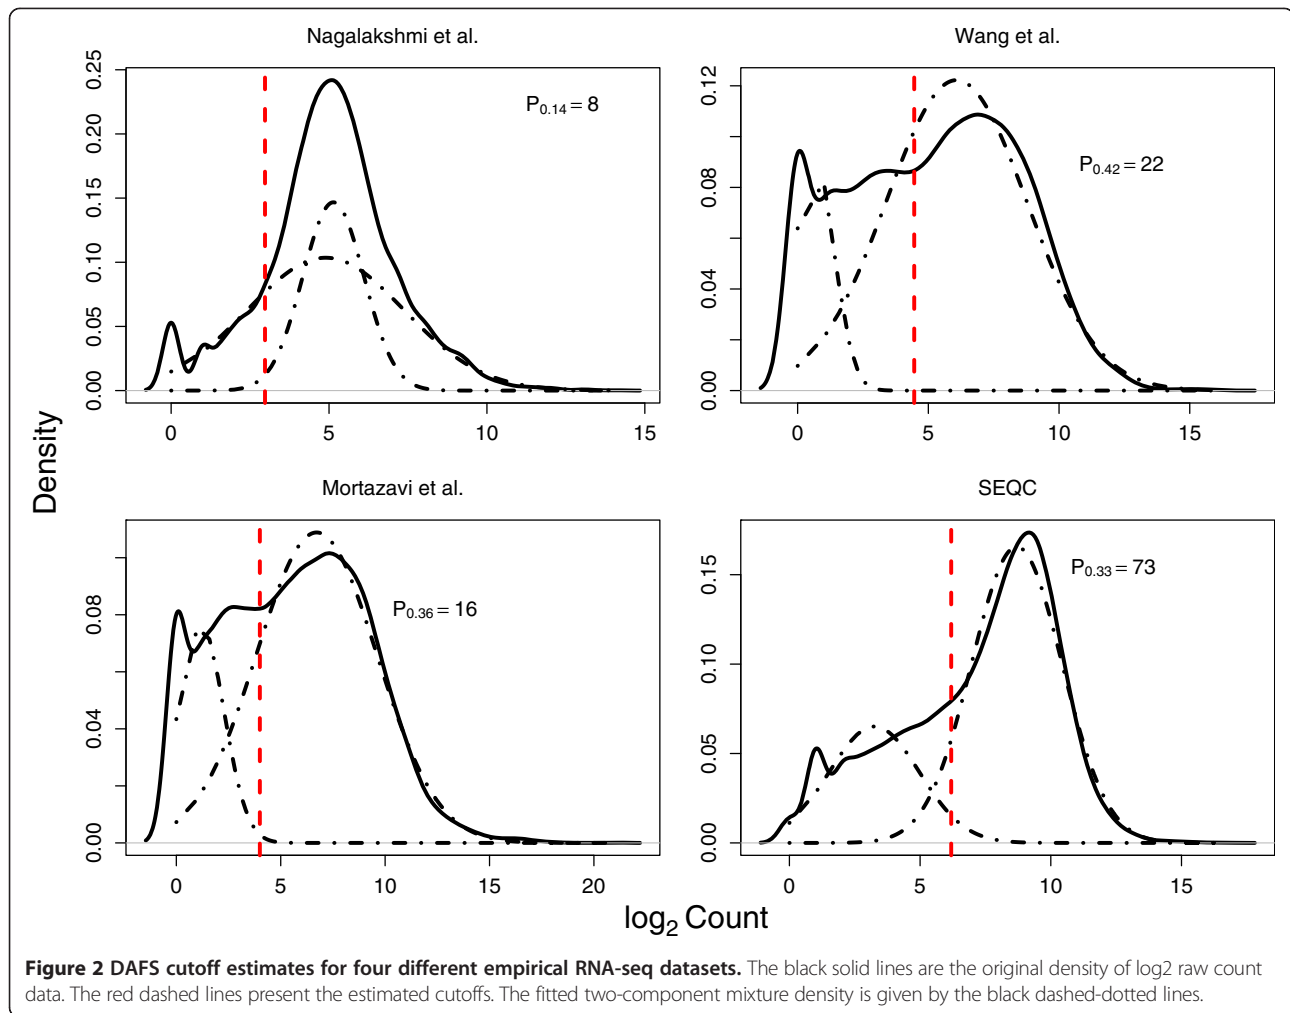 Nagalakshmi et al.
Wang et al.
0.00 0.05 0.10 0.15 0.20 0.25
P0.14 = 8
0 5 10 15
0.00 0.04 0.08 0.12
P0.42 = 22
0 5 10 15
Density
Mortazavi et al.
SEQC
0.00 0.04 0.08
P0.36 = 16
0 5 10 15 20
0.00 0.05 0.10 0.15
P0.33 = 73
0 5 10 15
log2 Count
Figure 2 DAFS cutoff estimates for four different empirical RNA-seq datasets. The black solid lines are the original density of log2 raw count
data. The red dashed lines present the estimated cutoffs. The fitted two-component mixture density is given by the black dashed-dotted lines.